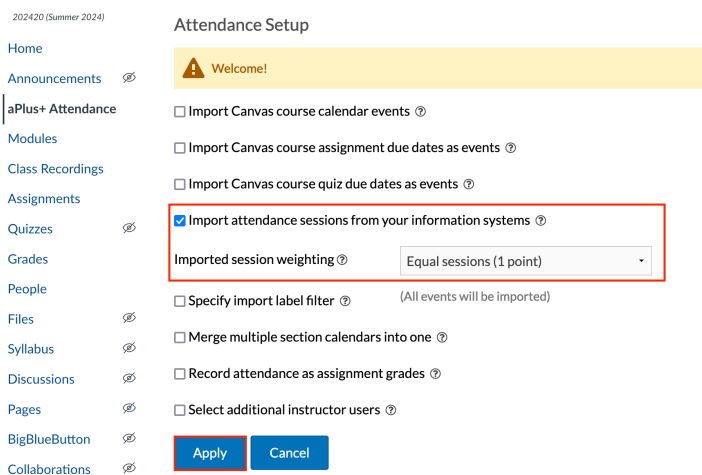 202420 (Summer 2024)
Home
Announcements
aPlus+ Attendance
Modules
Class Recordings
Assignments
Quizzes
Grades
People
Files
Syllabus
Discussions
Pages
BigBlueButton
Collaborations
Attendance Setup
Welcome!
Import Canvas course calendar events
Import Canvas course assignment due dates as events
Import Canvas course quiz due dates as events
Import attendance sessions from your information systems
Imported session weighting Equal sessions (1 point)
Specify import label filter (All events will be imported)
Merge multiple section calendars into one
Record attendance as assignment grades
Select additional instructor users
Apply Cancel